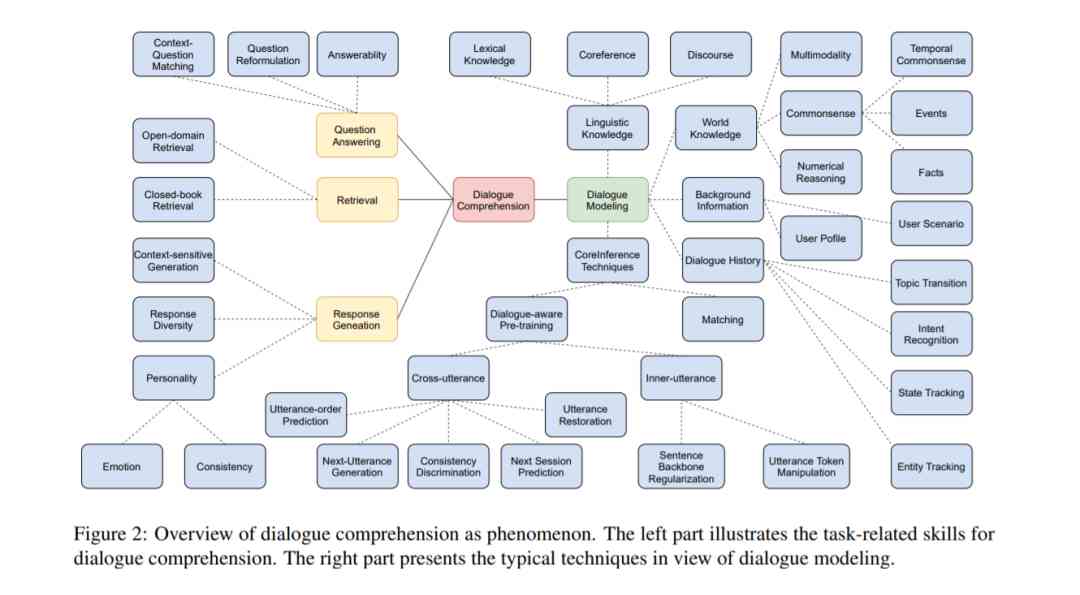 Context-
Question
Matching
Question
Reformulation
Answerablity
Lexical
Knowledge
Coreference
Discourse
Multimodality
Temporal
Commonsense
Question
Answering
Linguistic
Knowledge
World
Knowledge
Commonsense
Events
Open-domain
Retrieval
Numerical
Reasoning
Facts
Closed-book
Retrieval
Retrieval
Dialogue
Comprehension
Dialogue
Modeling
Background
Information
User Scenario
User Pofile
Context-sensitive
Generation
CoreInference
Techniques
Dialogue History
Topic Transition
Response
Diversity
Response
Geneation
Dialogue-aware
Pre-training
Matching
Intent
Recognition
Personality
Cross-utterance
Inner-utterance
State Tracking
Utterance-order
Prediction
Utterance
Restoration
Emotion
Consistency
Next-Utterance
Generation
Consistency
Discrimination
Next Session
Prediction
Sentence
Backbone
Regularization
Utterance Token
Manipulation
Entity Tracking
Figure 2: Overview of dialogue comprehension as phenomenon. The left part illustrates the task-related skills for
dialogue comprehension. The right part presents the typical techniques in view of dialogue modeling.